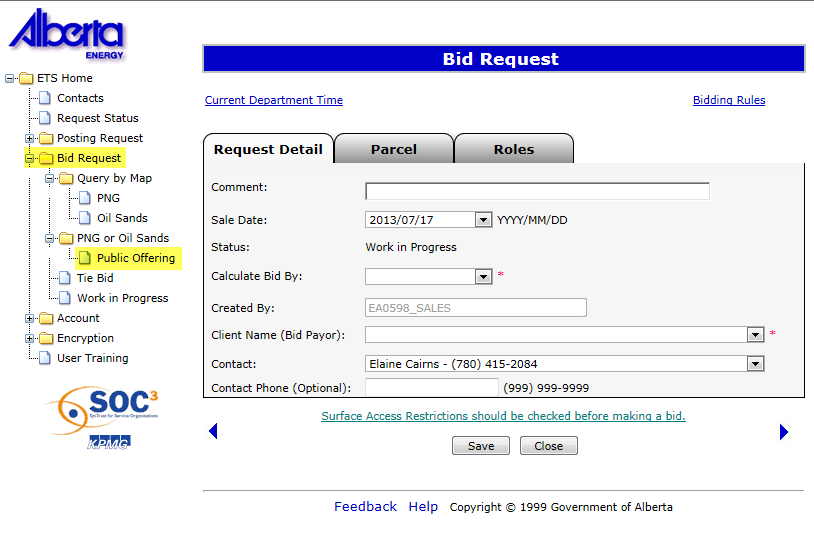 Alberta
ENERGY
ETS Home
Contacts
Request Status
Posting Request
Bid Request
Query by Map
PNG
Oil Sands
PNG or Oil Sands
Public Offering
Tie Bid
Work in Progress
Account
Encryption
User Training
SOC3
SysTrust for Service Organizations
KPMG
Bid Request
Current Department Time Bidding Rules
Request Detail Parcel Roles
Comment:
Sale Date: 2013/07/17 YYYY/MM/DD
Status: Work in Progress
Calculate Bid By: *
Created By: EA0598_SALES
Client Name (Bid Payor): *
Contact: Elaine Cairns - (780) 415-2084
Contact Phone (Optional): (999) 999-9999
Surface Access Restrictions should be checked before making a bid.
Save Close
Feedback Help Copyright © 1999 Government of Alberta